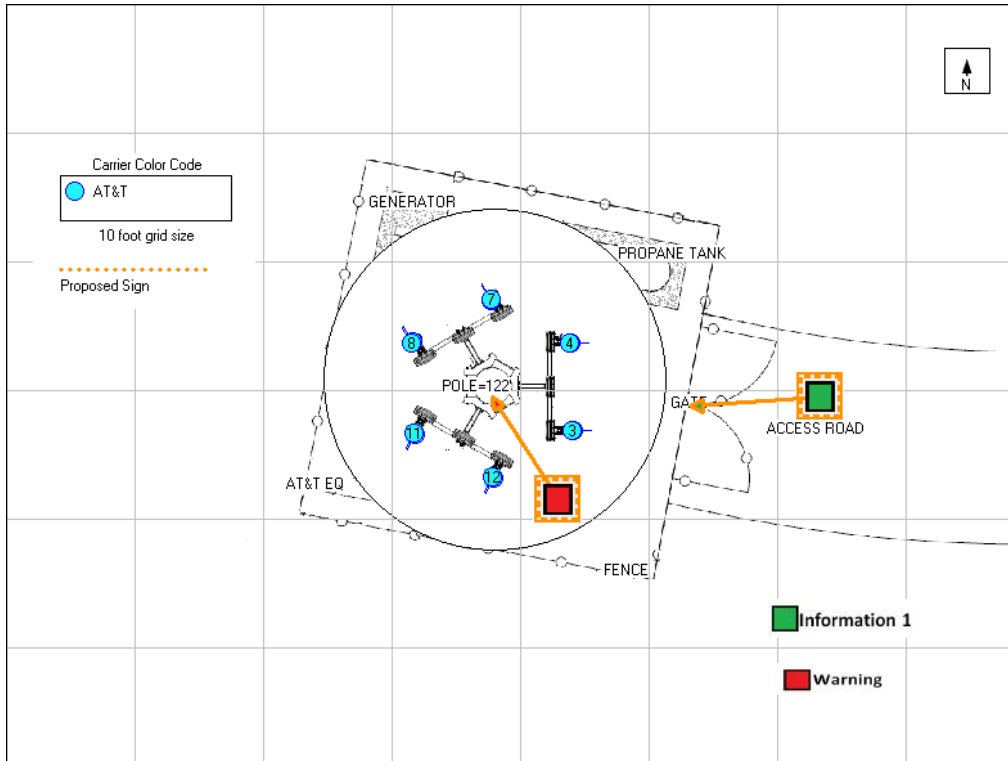 N
Carrier Color Code
AT&T
10 foot grid size
Proposed Sign
GENERATOR
PROPANE TANK
7
8
4
POLE=122'
GATE
ACCESS ROAD
11
3
12
AT&T EQ
FENCE
Information 1
Warning